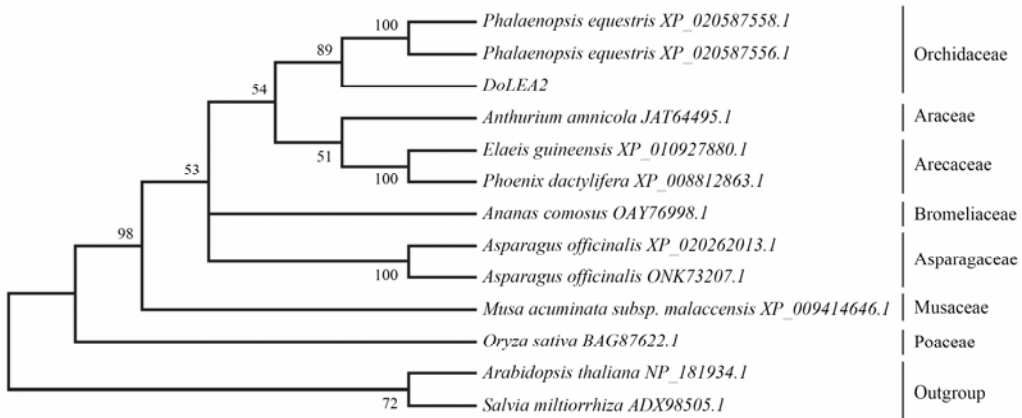 Phalaenopsis equestris XP_020587558.1
100
Phalaenopsis equestris XP_020587556.1
89
Orchidaceae
DoLEA2
54
Anthurium amnicola JAT64495.1
Araceae
51
Elaeis guineensis XP_010927880.1
Arecaceae
100
Phoenix dactylifera XP_008812863.1
53
Ananas comosus OAY76998.1
Bromeliaceae
98
Asparagus officinalis XP_020262013.1
Asparagaceae
100
Asparagus officinalis ONK73207.1
Musa acuminata subsp. malaccensis XP_009414646.1
Musaceae
Oryza sativa BAG87622.1
Poaceae
Arabidopsis thaliana NP_181934.1
Outgroup
72
Salvia miltiorrhiza ADX98505.1